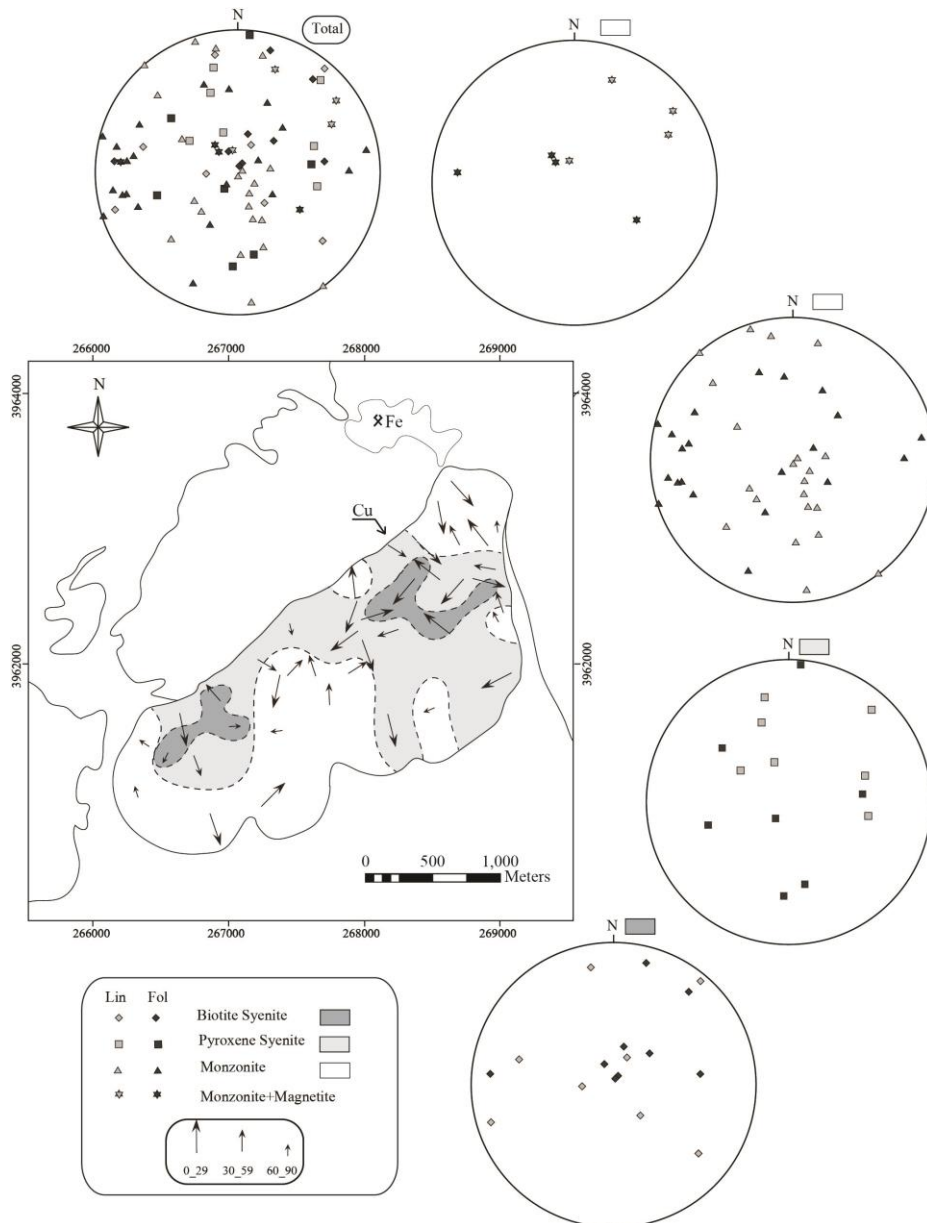 N
Total
N
N
266000 267000 268000 269000
3964000
3964000
N
Fe
Cu
3962000
3962000
0 500 1,000
Meters
266000 267000 268000 269000
N
N
Lin Fol
Biotite Syenite
Pyroxene Syenite
Monzonite
Monzonite+Magnetite
0_29 30_59 60_90